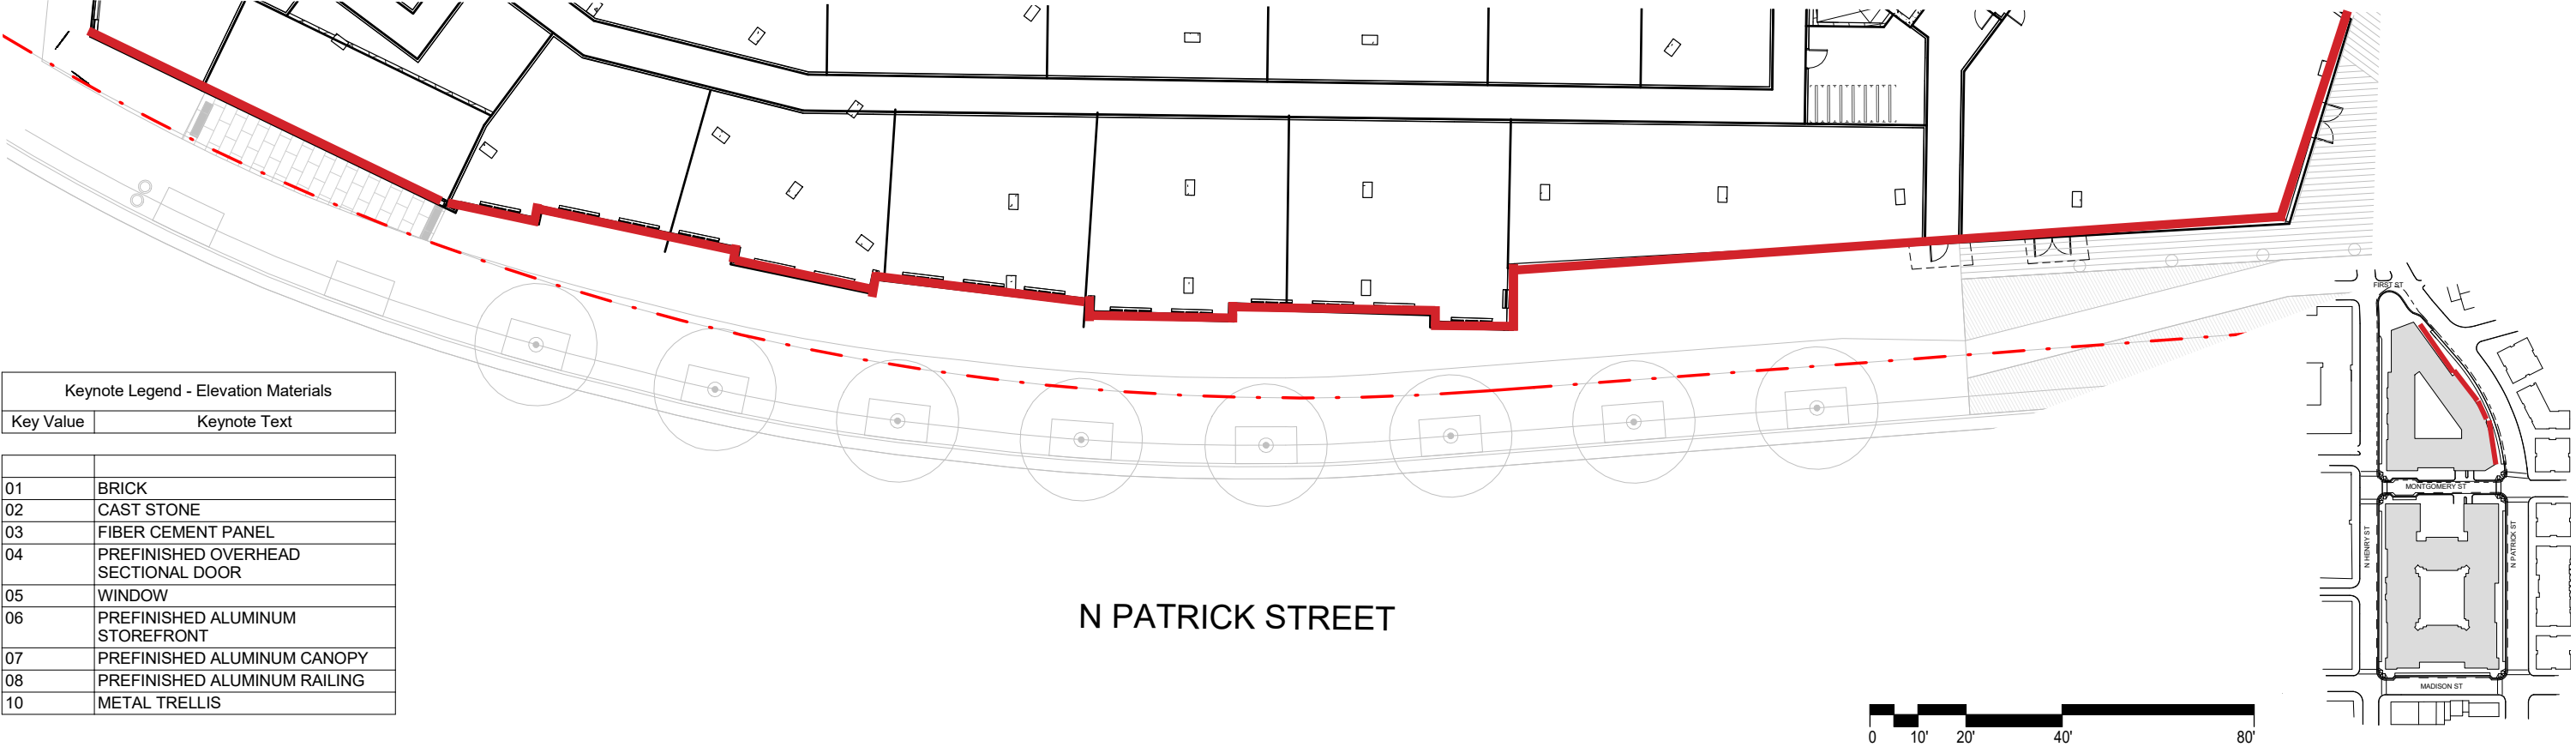 Keynote Legend - Elevation Materials
Key Value Keynote Text
01 BRICK
02 CAST STONE
03 FIBER CEMENT PANEL
04 PREFINISHED OVERHEAD
SECTIONAL DOOR
05 WINDOW
06 PREFINISHED ALUMINUM
STOREFRONT
07 PREFINISHED ALUMINUM CANOPY
08 PREFINISHED ALUMINUM RAILING
10 METAL TRELLIS
N PATRICK STREET
0 10' 20' 40' 80'
FIRST ST
MONTGOMERY ST
N HENRY ST
N PATRICK ST
MADISON ST